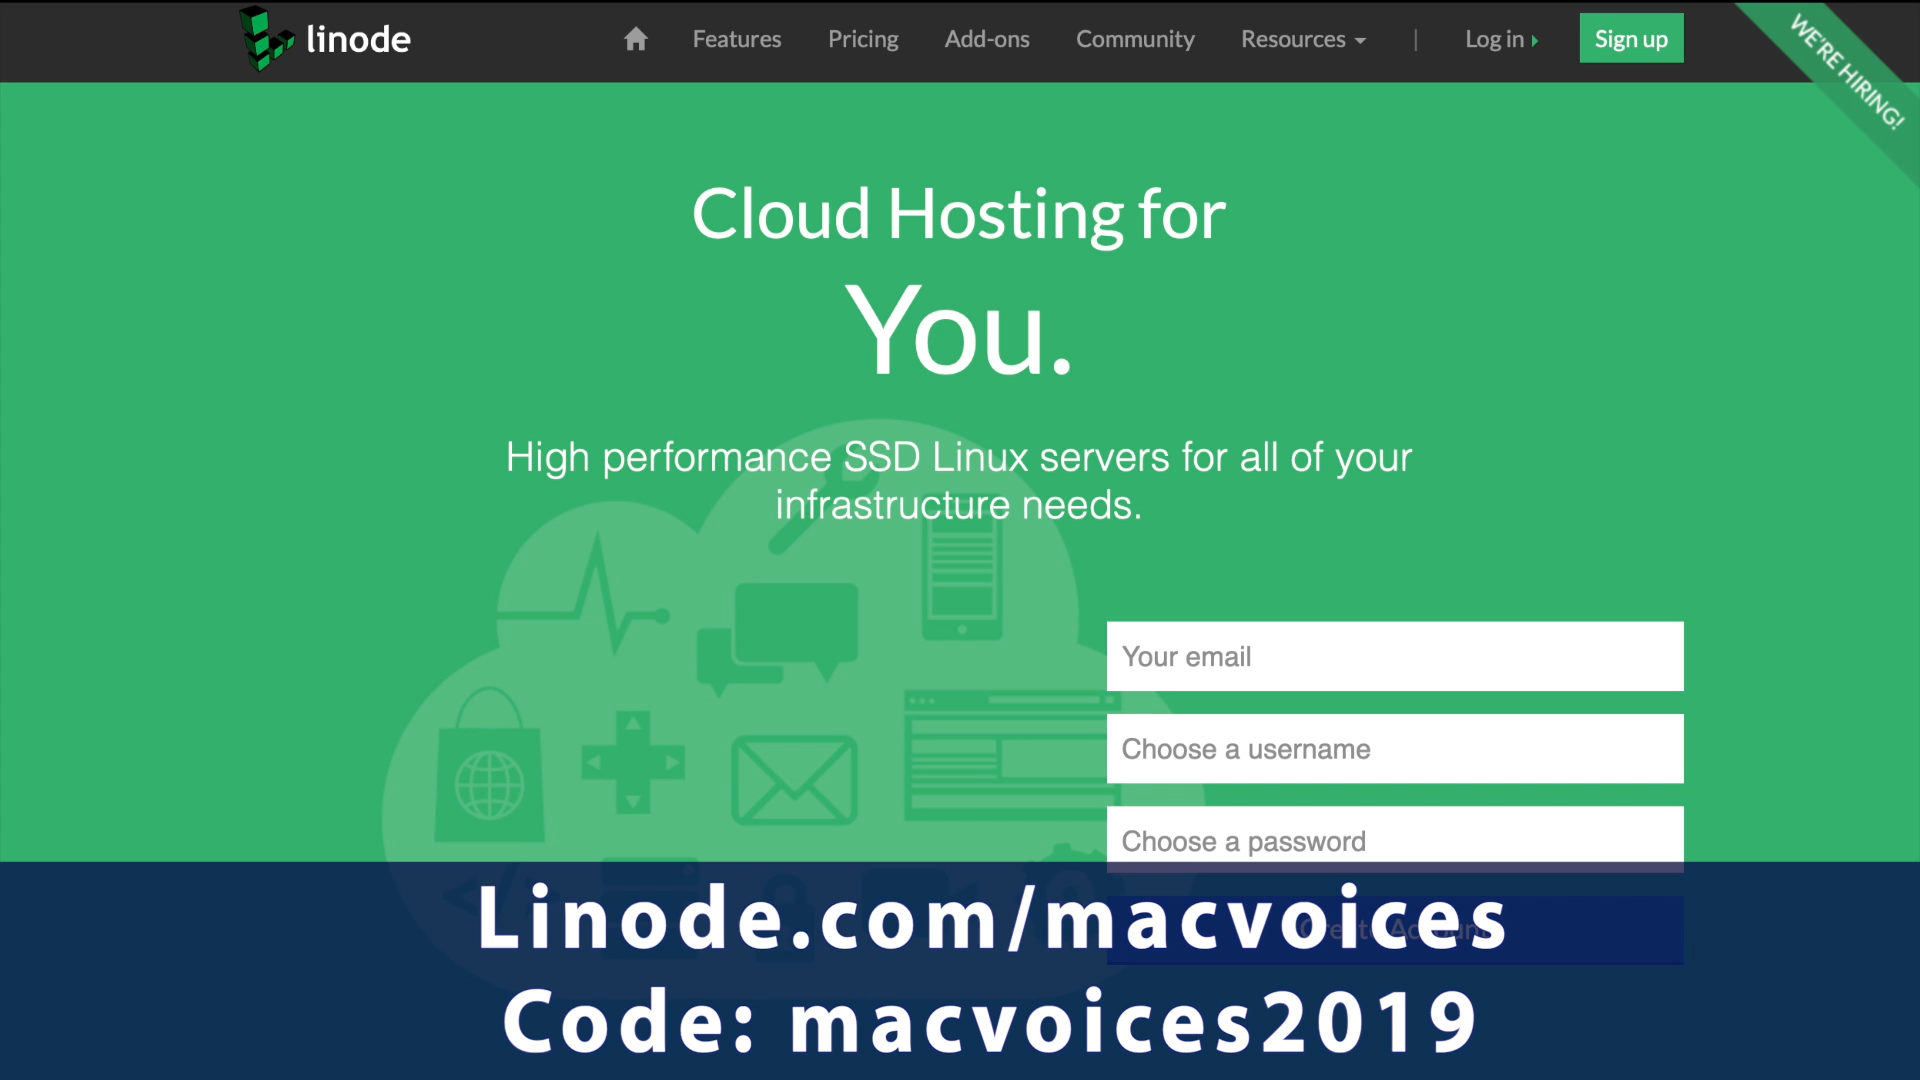 linode
Features
Pricing
Add-ons
Community
Resources
|
Log in
Sign up
WE'RE HIRING!
Cloud Hosting for
You.
High performance SSD Linux servers for all of your
infrastructure needs.
Your email
Choose a username
Choose a password
Create Account
Linode.com/macvoices
Code: macvoices2019